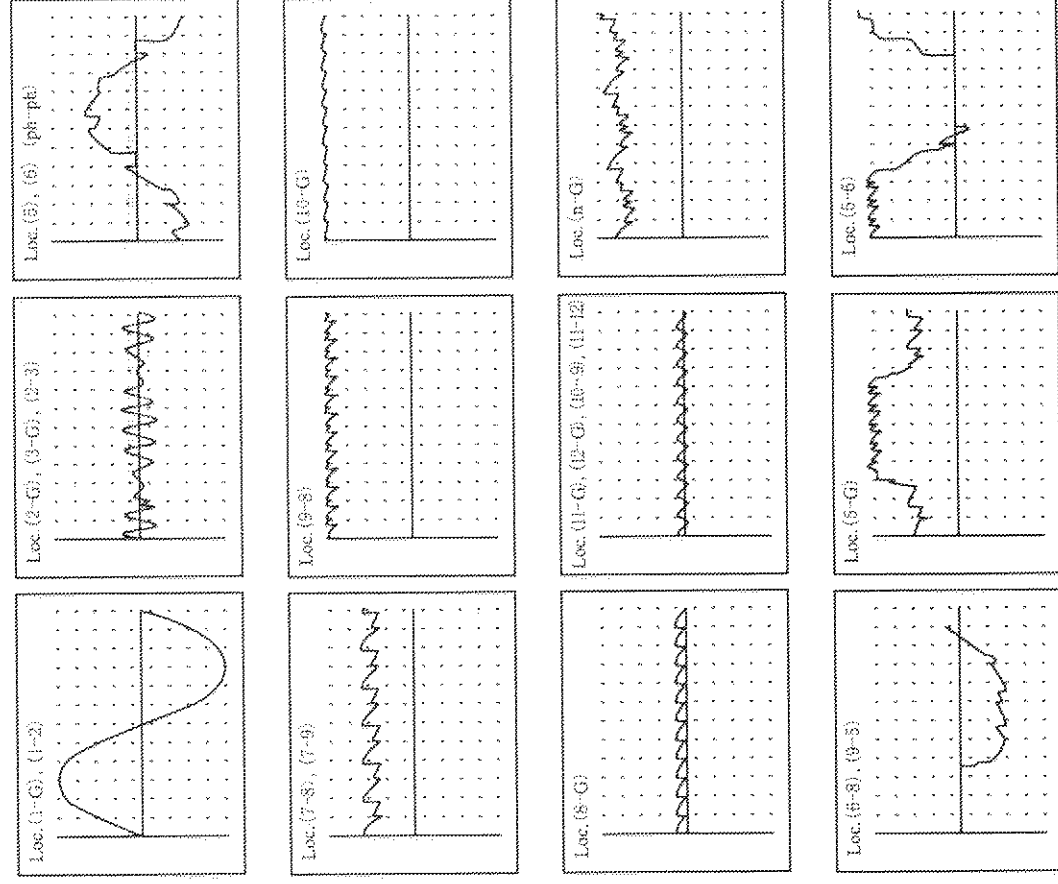 Loc.(1-G), (1-2)
Loc.(2-G), (3-G), (2-3)
Loc.(5), (6) (ph-ph)
Loc.(7-8), (7-9)
Loc.(9-8)
Loc.(10-G)
Loc.(8-G)
Loc.(11-G), (12-G), (10-9), (11-12)
Loc.(n-G)
Loc.(6-8), (9-5)
Loc.(5-G)
Loc.(5-6)